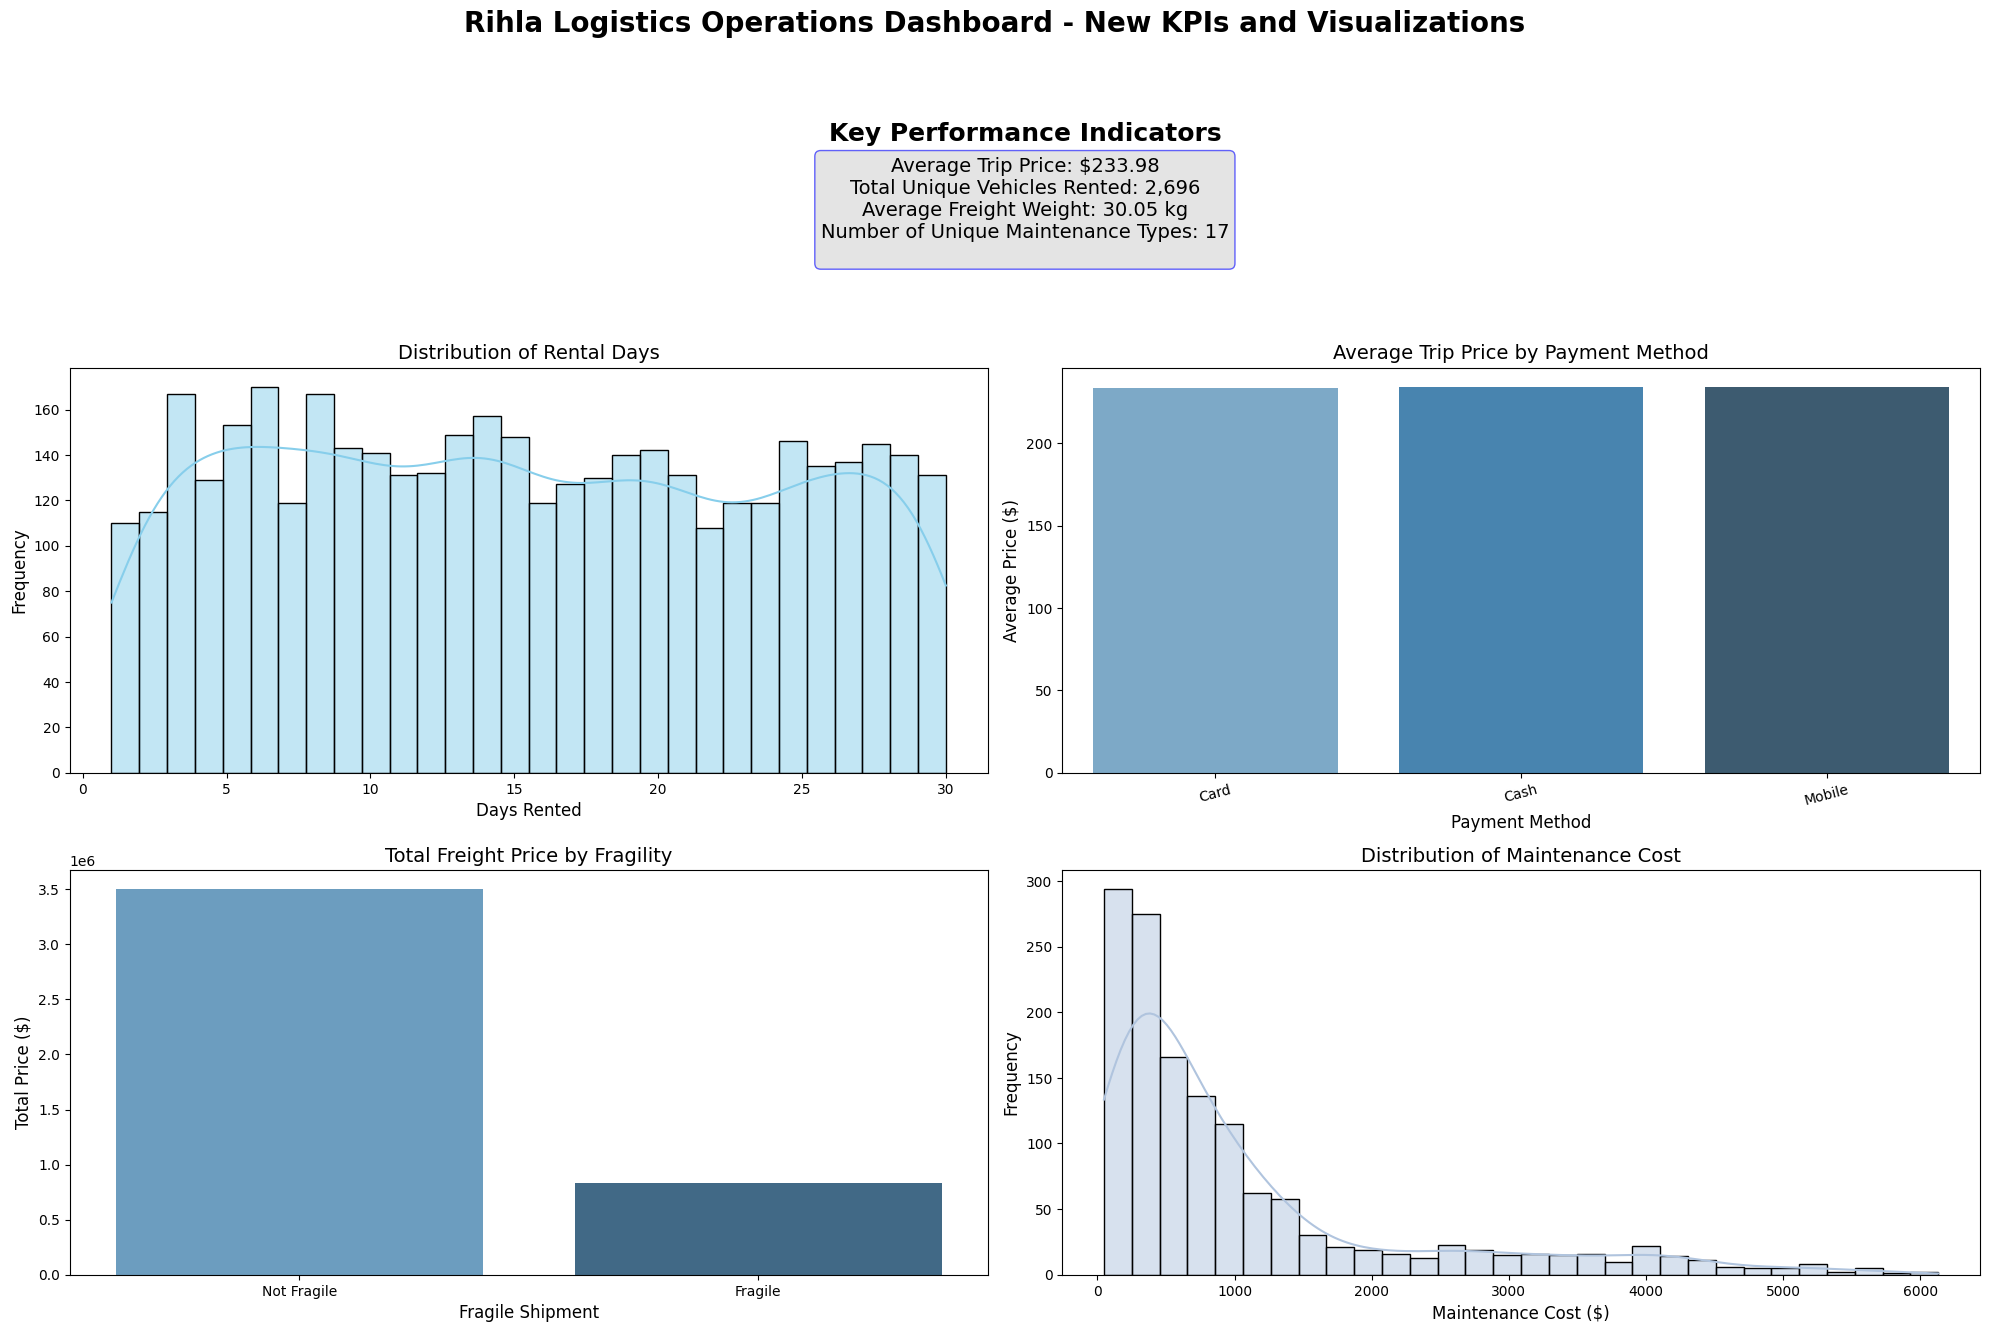 Rihla Logistics Operations Dashboard - New KPIs and Visualizations
Key Performance Indicators
Average Trip Price: $233.98
Total Unique Vehicles Rented: 2,696
Average Freight Weight: 30.05 kg
Number of Unique Maintenance Types: 17
Distribution of Rental Days
Frequency
160
140
120
100
80
60
40
20
0
0 5 10 15 20 25 30
Days Rented
Average Trip Price by Payment Method
Average Price ($)
200
150
100
50
0
Card Cash Mobile
Payment Method
Total Freight Price by Fragility
1e6
Total Price ($)
3.5
3.0
2.5
2.0
1.5
1.0
0.5
0.0
Not Fragile Fragile
Fragile Shipment
Distribution of Maintenance Cost
Frequency
300
250
200
150
100
50
0
0 1000 2000 3000 4000 5000 6000
Maintenance Cost ($)